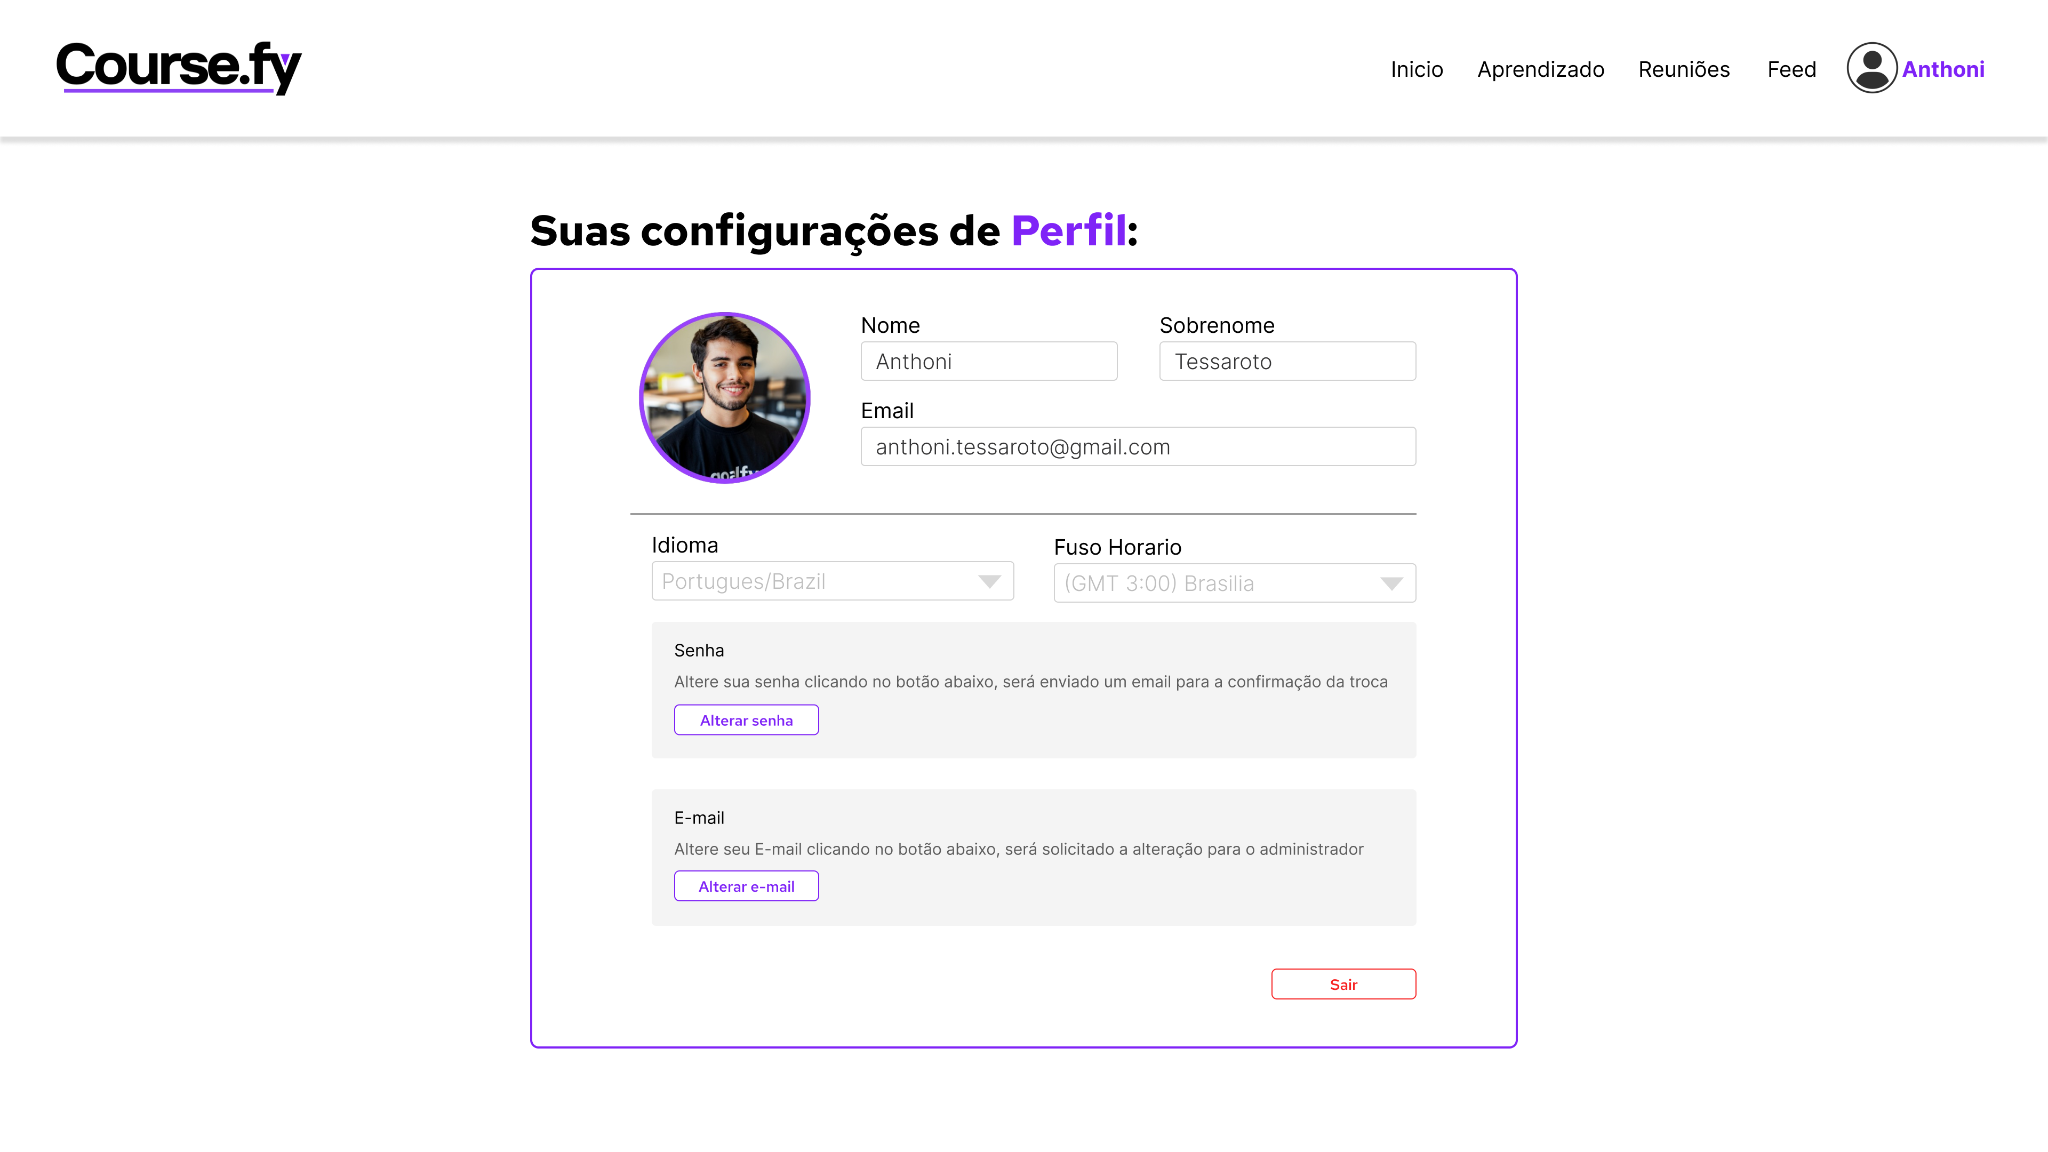 Course.fy
Inicio Aprendizado Reuniões Feed Anthoni
Suas configurações de Perfil:
Nome Sobrenome
Anthoni Tessaroto
Email
anthoni.tessaroto@gmail.com
goalfy
Idioma Fuso Horario
Portugues/Brazil (GMT 3:00) Brasilia
Senha
Altere sua senha clicando no botão abaixo, será enviado um email para a confirmação da troca
Alterar senha
E-mail
Altere seu E-mail clicando no botão abaixo, será solicitado a alteração para o administrador
Alterar e-mail
Sair